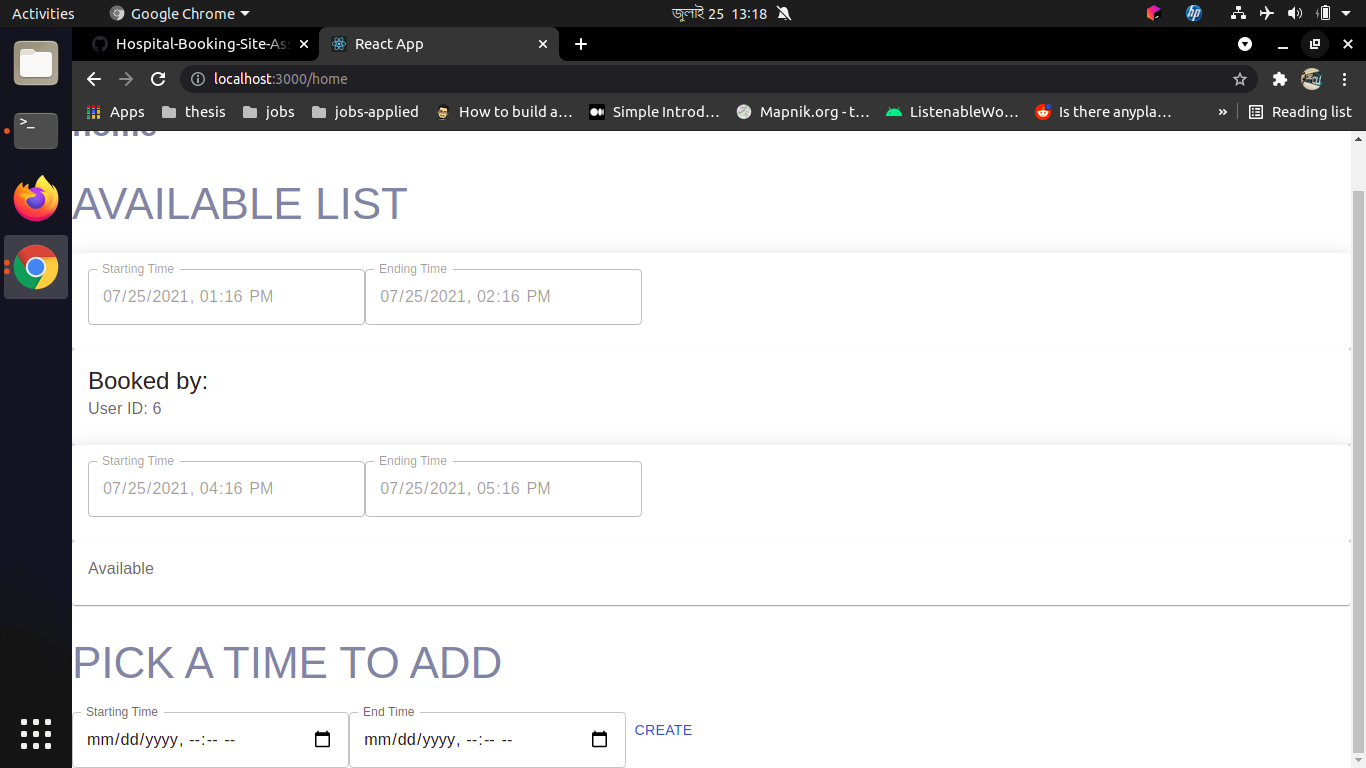 Activities
Google Chrome
জুলাই 25 13:18
hp
Hospital-Booking-Site-Ass
React App
localhost:3000/home
Apps
thesis
jobs
jobs-applied
How to build a…
Simple Introd…
Mapnik.org - t…
ListenableWo…
Is there anypla…
»
Reading list
home
AVAILABLE LIST
Starting Time
Ending Time
07/25/2021, 01:16 PM
07/25/2021, 02:16 PM
Booked by:
User ID: 6
Starting Time
Ending Time
07/25/2021, 04:16 PM
07/25/2021, 05:16 PM
Available
PICK A TIME TO ADD
Starting Time
End Time
mm/dd/yyyy, --:-- --
mm/dd/yyyy, --:-- --
CREATE